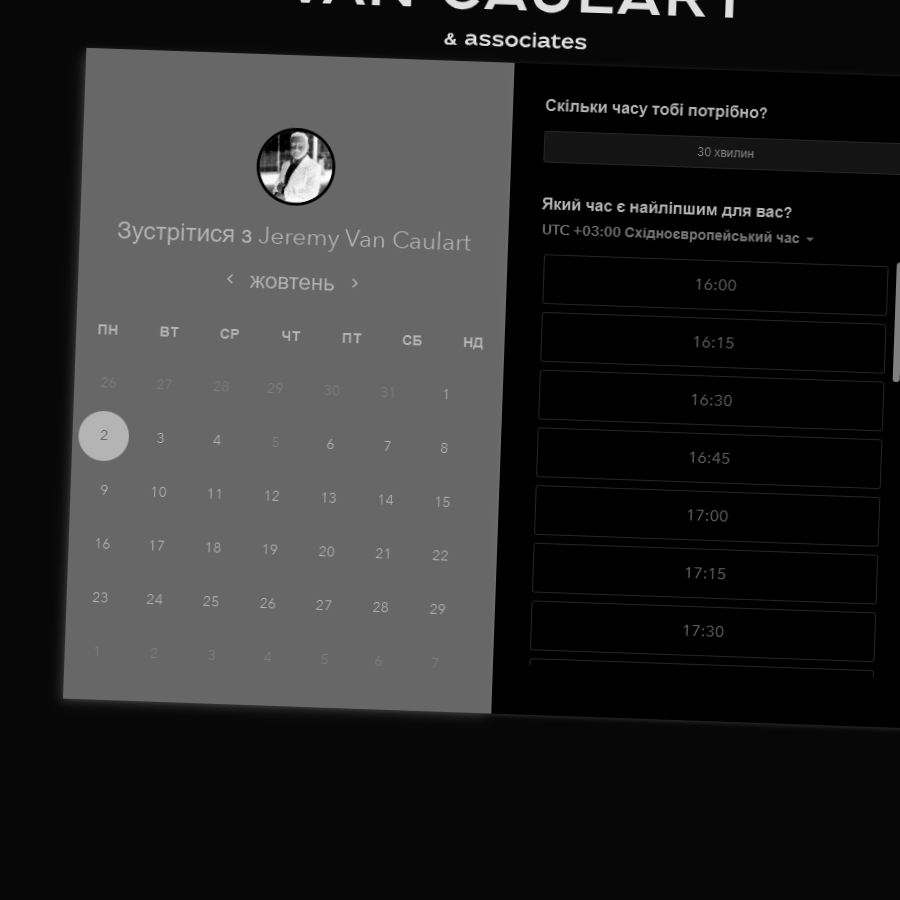 VAN CAULART
& associates
Зустрітися з Jeremy Van Caulart
жовтень
ПН ВТ СР ЧТ ПТ СБ НД
26 27 28 29 30 31 1
2 3 4 5 6 7 8
9 10 11 12 13 14 15
16 17 18 19 20 21 22
23 24 25 26 27 28 29
1 2 3 4 5 6 7
Скільки часу тобі потрібно?
30 хвилин
Який час є найліпшим для вас?
UTC +03:00 Східноєвропейський час
16:00
16:15
16:30
16:45
17:00
17:15
17:30